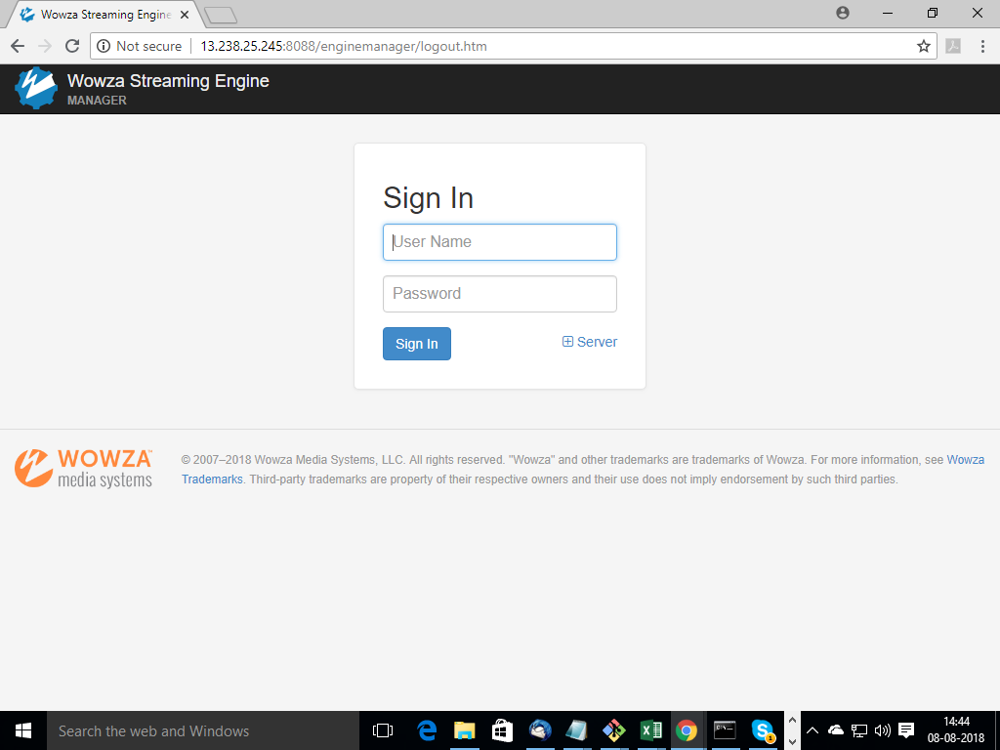 Wowza Streaming Engine
Not secure
13.238.25.245:8088/enginemanager/logout.htm
Wowza Streaming Engine
MANAGER
Sign In
User Name
Password
Sign In
Server
WOWZA™
media systems
© 2007–2018 Wowza Media Systems, LLC. All rights reserved. "Wowza" and other trademarks are trademarks of Wowza. For more information, see Wowza
Trademarks. Third-party trademarks are property of their respective owners and their use does not imply endorsement by such third parties.
Search the web and Windows
14:44
08-08-2018